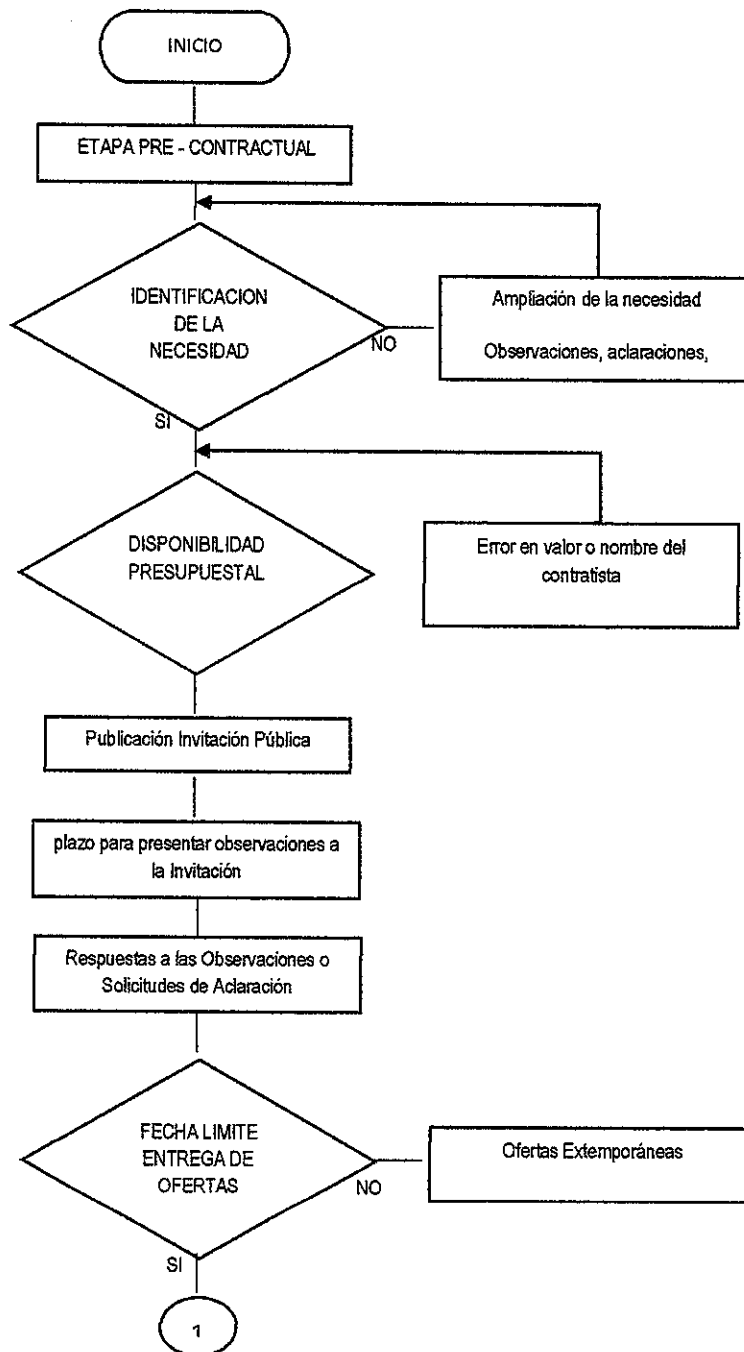 INICIO
ETAPA PRE - CONTRACTUAL
IDENTIFICACION
DE LA
NECESIDAD
NO
Ampliación de la necesidad
Observaciones, aclaraciones,
SI
DISPONIBILIDAD
PRESUPUESTAL
Error en valor o nombre del
contratista
Publicación Invitación Pública
plazo para presentar observaciones a
la Invitación
Respuestas a las Observaciones o
Solicitudes de Aclaración
FECHA LIMITE
ENTREGA DE
OFERTAS
NO
Ofertas Extemporáneas
SI
1